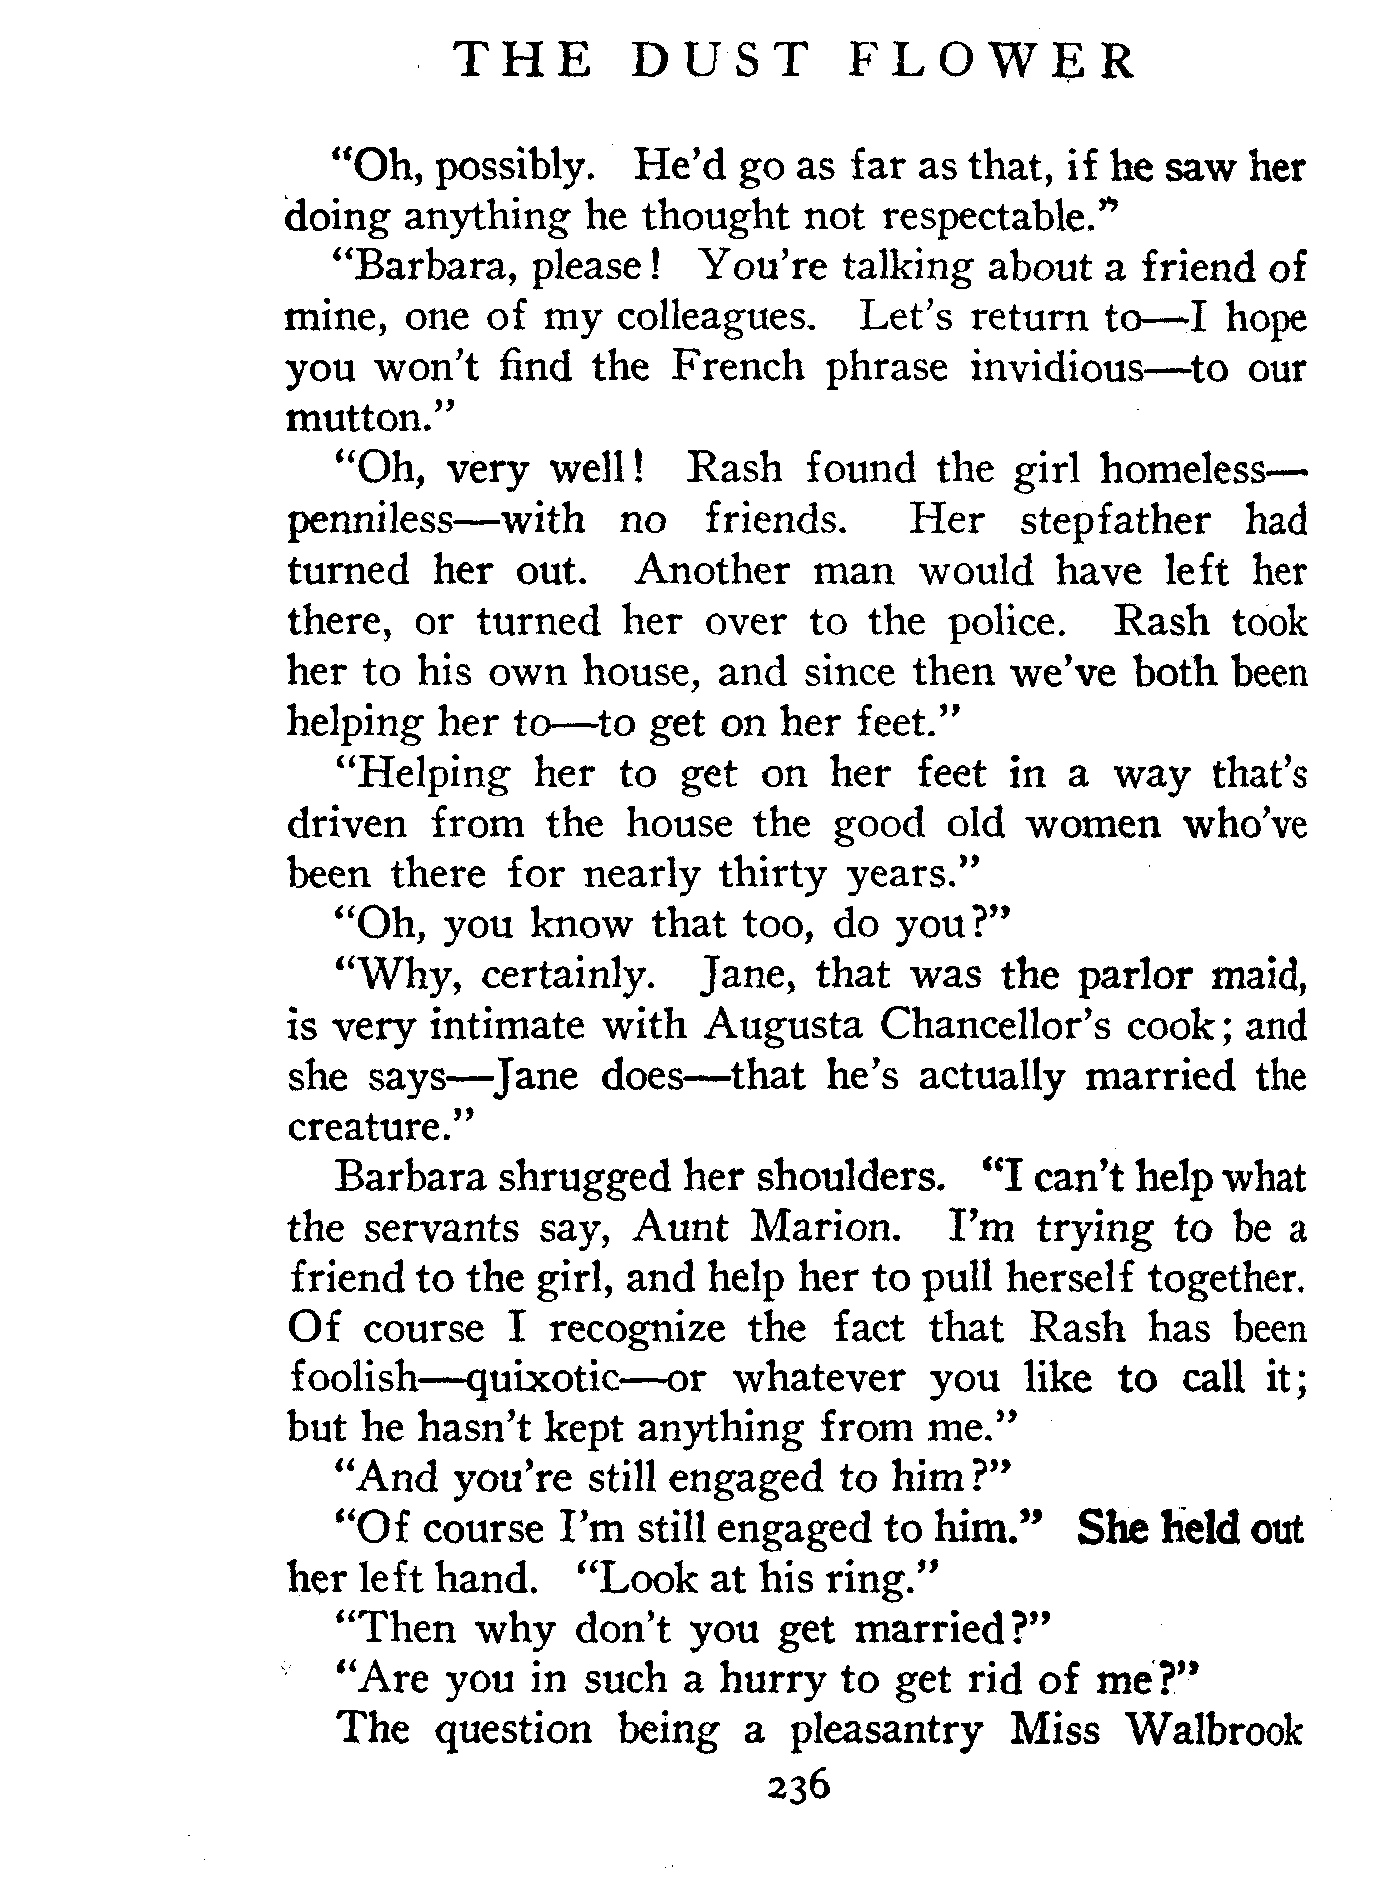 THE DUST FLOWER
"Oh, possibly. He'd go as far as that, if he saw her
doing anything he thought not respectable."
"Barbara, please! You're talking about a friend of
mine, one of my colleagues. Let's return to—I hope
you won't find the French phrase invidious—to our
mutton."
"Oh, very well! Rash found the girl homeless—
penniless—with no friends. Her stepfather had
turned her out. Another man would have left her
there, or turned her over to the police. Rash took
her to his own house, and since then we've both been
helping her to—to get on her feet."
"Helping her to get on her feet in a way that's
driven from the house the good old women who've
been there for nearly thirty years."
"Oh, you know that too, do you?"
"Why, certainly. Jane, that was the parlor maid,
is very intimate with Augusta Chancellor's cook; and
she says—Jane does—that he's actually married the
creature."
Barbara shrugged her shoulders. "I can't help what
the servants say, Aunt Marion. I'm trying to be a
friend to the girl, and help her to pull herself together.
Of course I recognize the fact that Rash has been
foolish—quixotic—or whatever you like to call it;
but he hasn't kept anything from me."
"And you're still engaged to him?"
"Of course I'm still engaged to him." She held out
her left hand. "Look at his ring."
"Then why don't you get married?"
"Are you in such a hurry to get rid of me?"
The question being a pleasantry Miss Walbrook
236